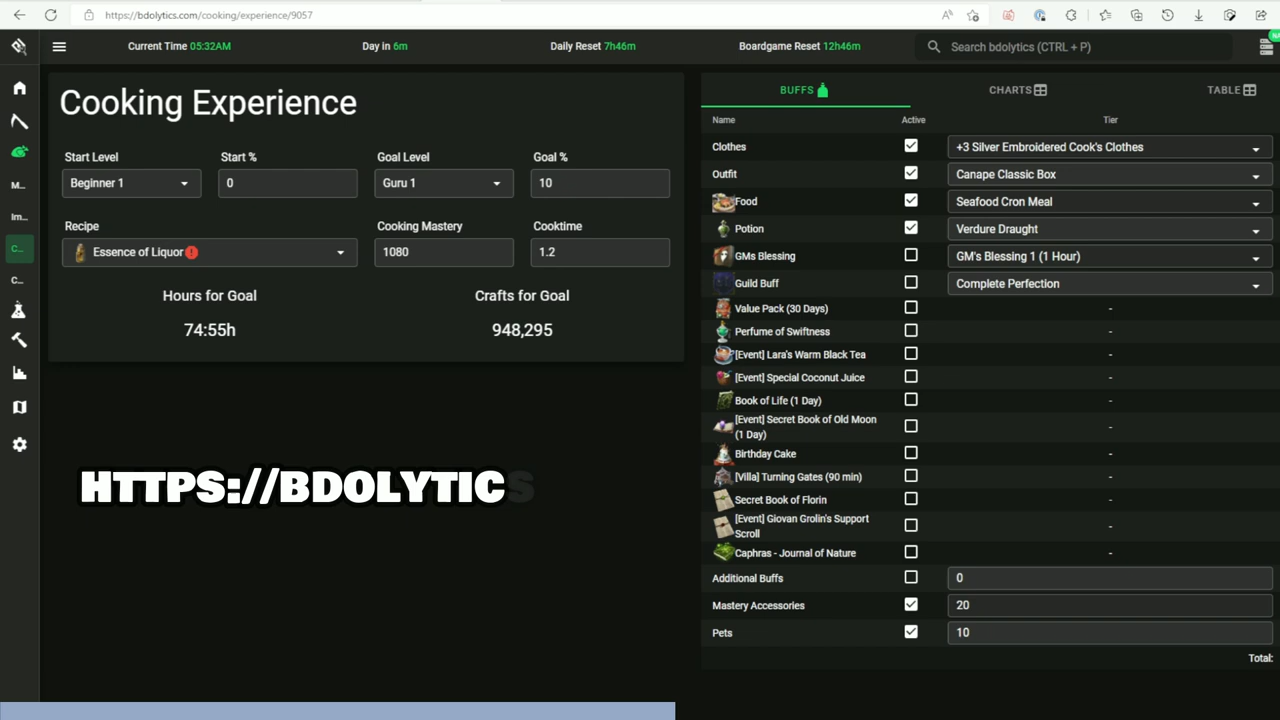 https://bdolytics.com/cooking/experience/9057
Current Time 05:32AM
Day in 6m
Daily Reset 7h46m
Boardgame Reset 12h46m
Search bdolytics (CTRL + P)
Cooking Experience
Start Level
Start %
Goal Level
Goal %
Beginner 1
0
Guru 1
10
Recipe
Cooking Mastery
Cooktime
Essence of Liquor
1080
1.2
Hours for Goal
Crafts for Goal
74:55h
948,295
M...
Im...
C...
C...
HTTPS://BDOLYTICS
BUFFS
CHARTS
TABLE
Name
Active
Tier
Clothes
+3 Silver Embroidered Cook's Clothes
Outfit
Canape Classic Box
Food
Seafood Cron Meal
Potion
Verdure Draught
GMs Blessing
GM's Blessing 1 (1 Hour)
Guild Buff
Complete Perfection
Value Pack (30 Days)
-
Perfume of Swiftness
-
[Event] Lara's Warm Black Tea
-
[Event] Special Coconut Juice
-
Book of Life (1 Day)
-
[Event] Secret Book of Old Moon
(1 Day)
-
Birthday Cake
-
[Villa] Turning Gates (90 min)
-
Secret Book of Florin
-
[Event] Giovan Grolin's Support
Scroll
-
Caphras - Journal of Nature
-
Additional Buffs
0
Mastery Accessories
20
Pets
10
Total: